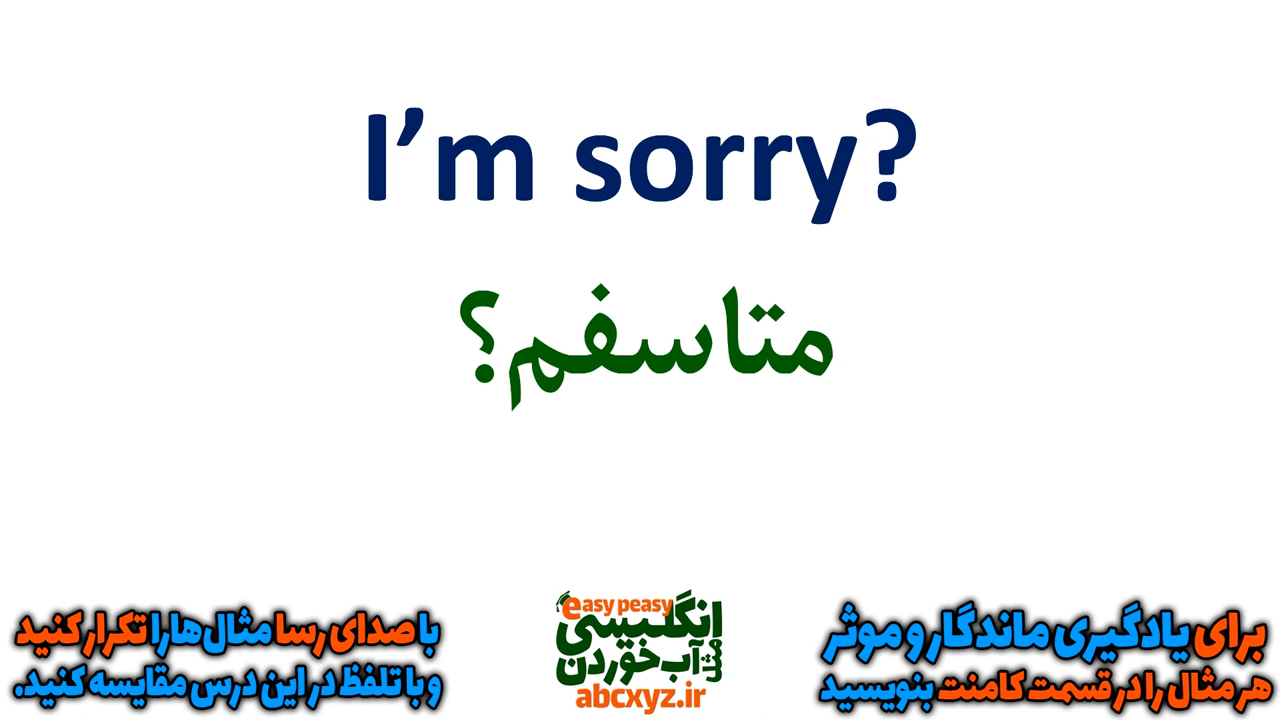 I'm sorry?
متاسفم؟
با صدای رسا مثال‌ها را تکرار کنید
و با تلفظ در این درس مقایسه کنید.
easy peasy
انگلیسی
مثل
آب خوردن
abcxyz.ir
برای یادگیری ماندگار و موثر
هر مثال را در قسمت کامنت بنویسید